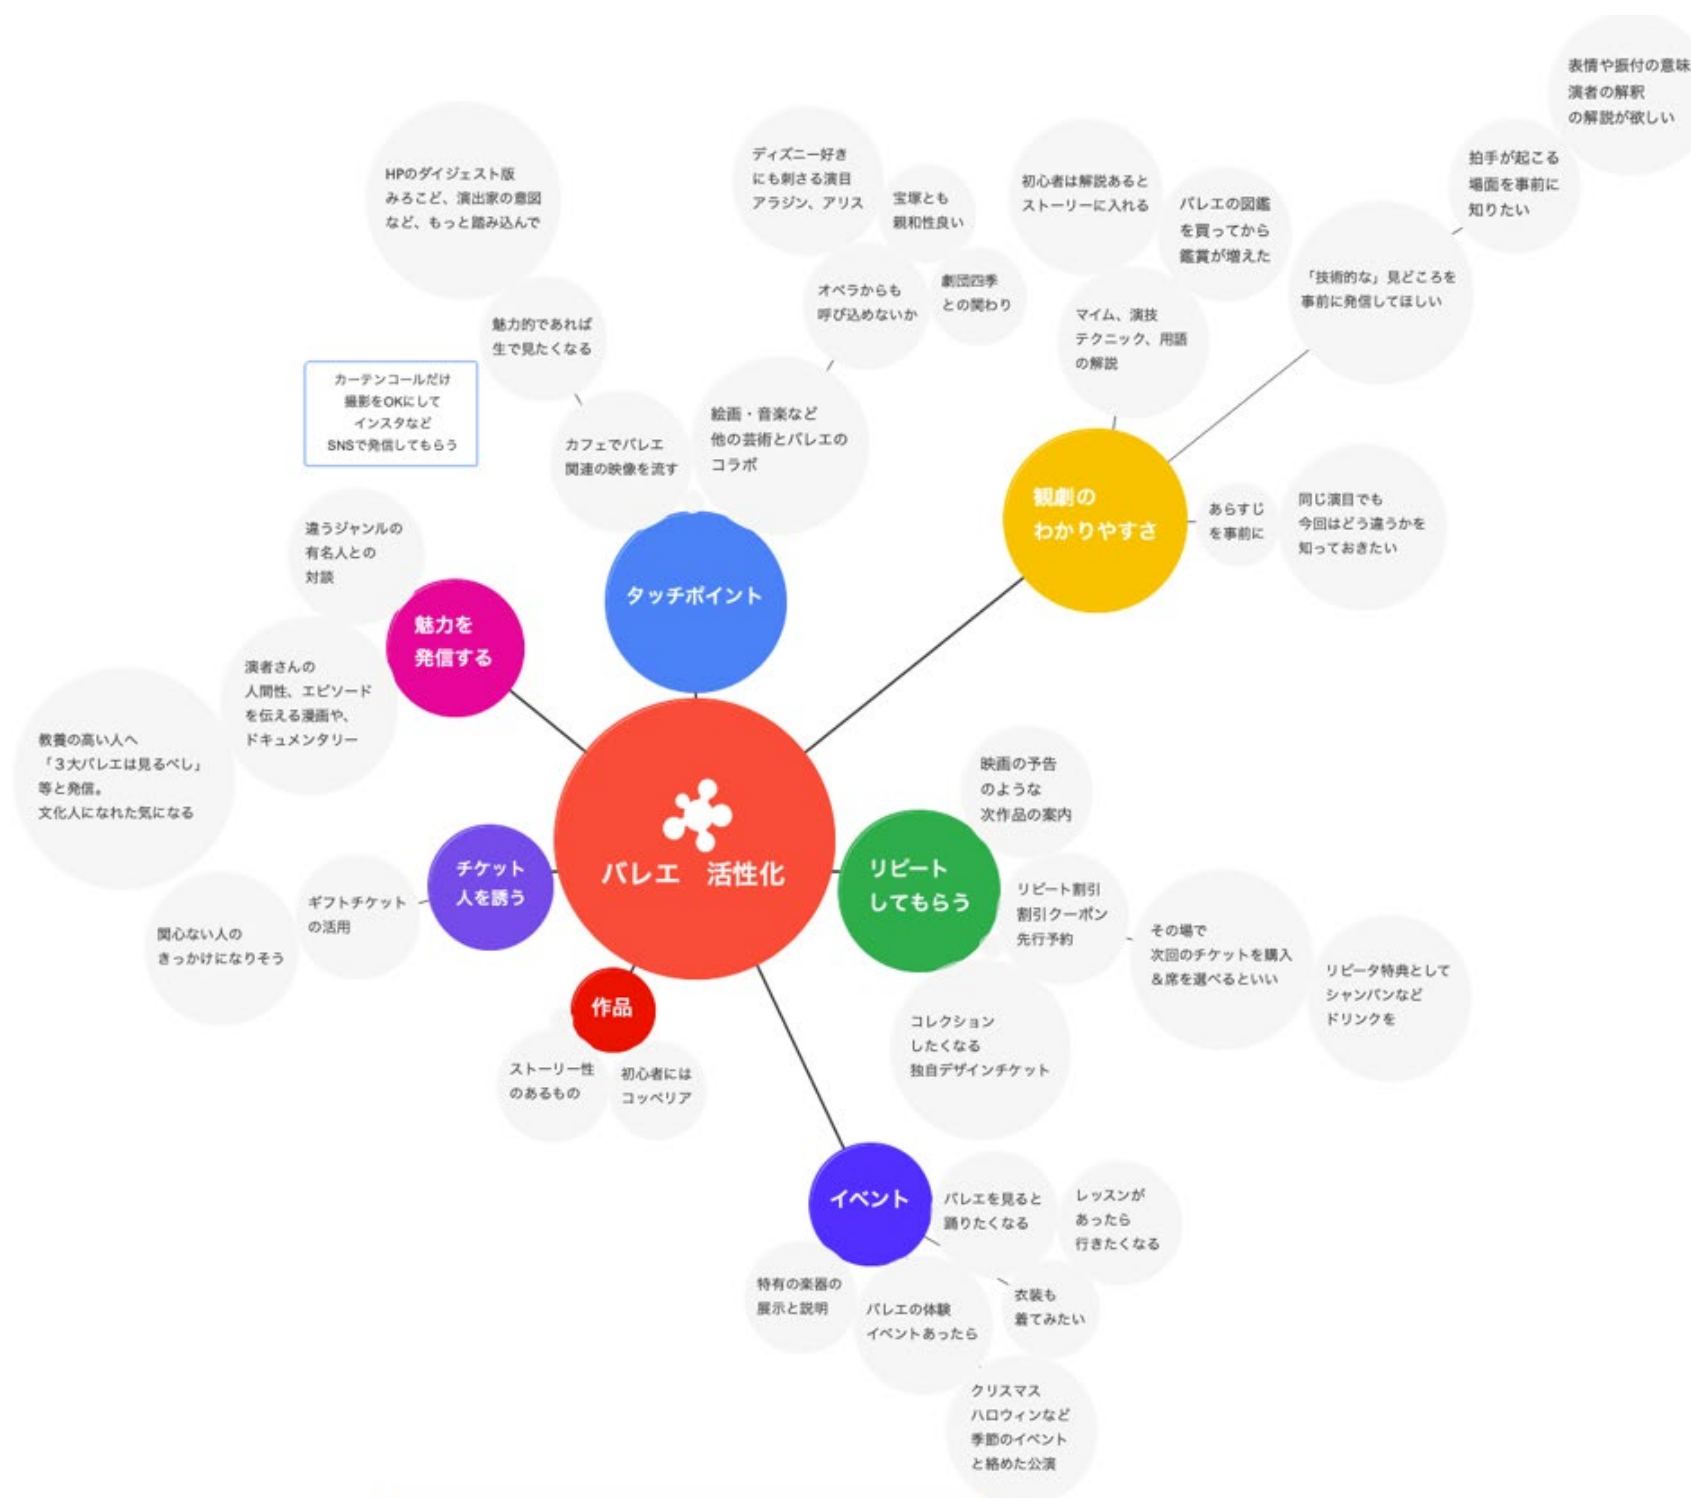 表情や振付の意味
演者の解釈
の解説が欲しい
拍手が起こる
場面を事前に
知りたい
「技術的な」見どころを
事前に発信してほしい
初心者は解説あると
ストーリーに入れる
バレエの図鑑
を買ってから
鑑賞が増えた
マイム、演技
テクニック、用語
の解説
観劇の
わかりやすさ
あらすじ
を事前に
同じ演目でも
今回はどう違うかを
知っておきたい
ディズニー好き
にも刺さる演目
アラジン、アリス
宝塚とも
親和性良い
オペラからも
呼び込めないか
劇団四季
との関わり
絵画・音楽など
他の芸術とバレエの
コラボ
HPのダイジェスト版
みろこど、演出家の意図
など、もっと踏み込んで
魅力的であれば
生で見たくなる
カフェでバレエ
関連の映像を流す
タッチポイント
カーテンコールだけ
撮影をOKにして
インスタなど
SNSで発信してもらう
違うジャンルの
有名人との
対談
魅力を
発信する
演者さんの
人間性、エピソード
を伝える漫画や、
ドキュメンタリー
教養の高い人へ
「３大バレエは見るべし」
等と発信。
文化人になれた気になる
バレエ　活性化
チケット
人を誘う
ギフトチケット
の活用
関心ない人の
きっかけになりそう
作品
ストーリー性
のあるもの
初心者には
コッペリア
リピート
してもらう
映画の予告
のような
次作品の案内
リピート割引
割引クーポン
先行予約
その場で
次回のチケットを購入
＆席を選べるといい
リピータ特典として
シャンパンなど
ドリンクを
コレクション
したくなる
独自デザインチケット
イベント
バレエを見ると
踊りたくなる
レッスンが
あったら
行きたくなる
衣装も
着てみたい
特有の楽器の
展示と説明
バレエの体験
イベントあったら
クリスマス
ハロウィンなど
季節のイベント
と絡めた公演